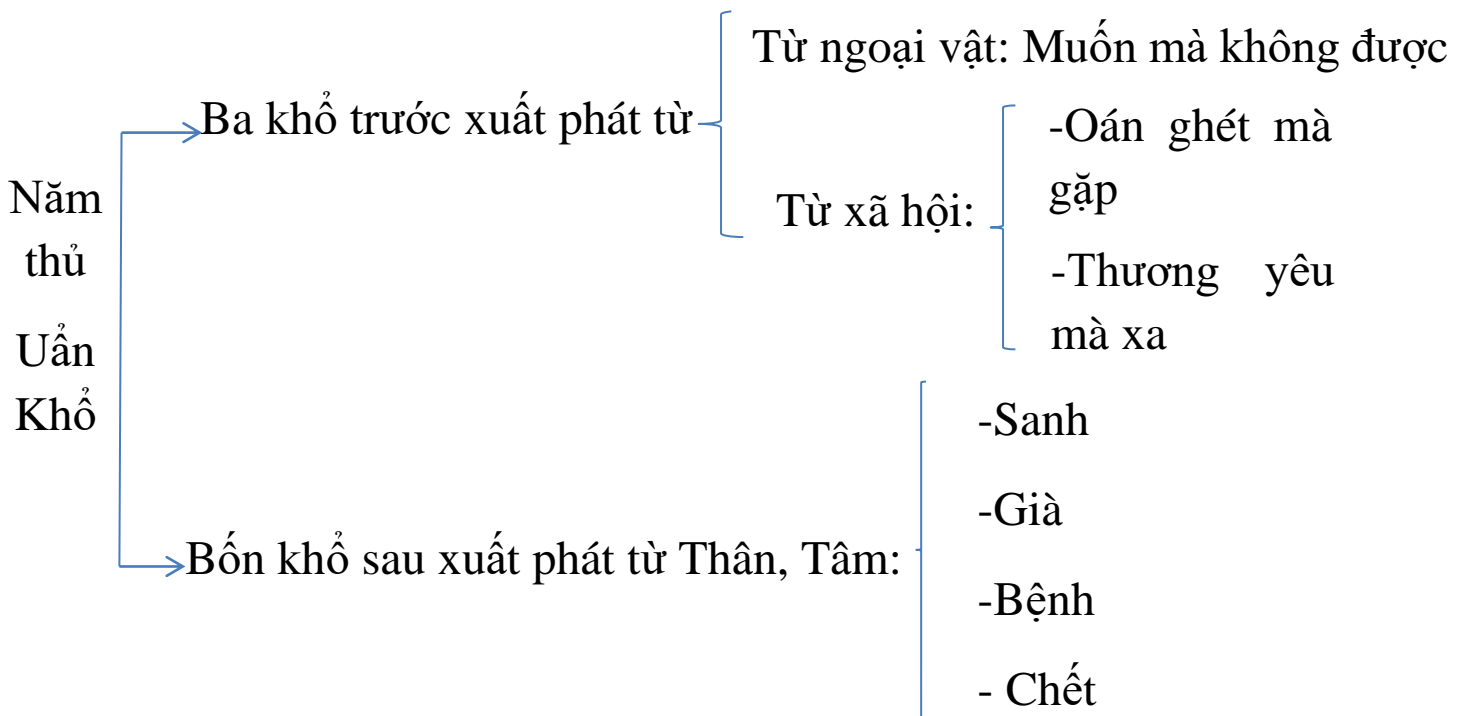 Từ ngoại vật: Muốn mà không được
Ba khổ trước xuất phát từ
-Oán ghét mà
gặp
Từ xã hội:
-Thương yêu
mà xa
Năm
thủ
Uẩn
Khổ
-Sanh
-Già
Bốn khổ sau xuất phát từ Thân, Tâm:
-Bệnh
- Chết